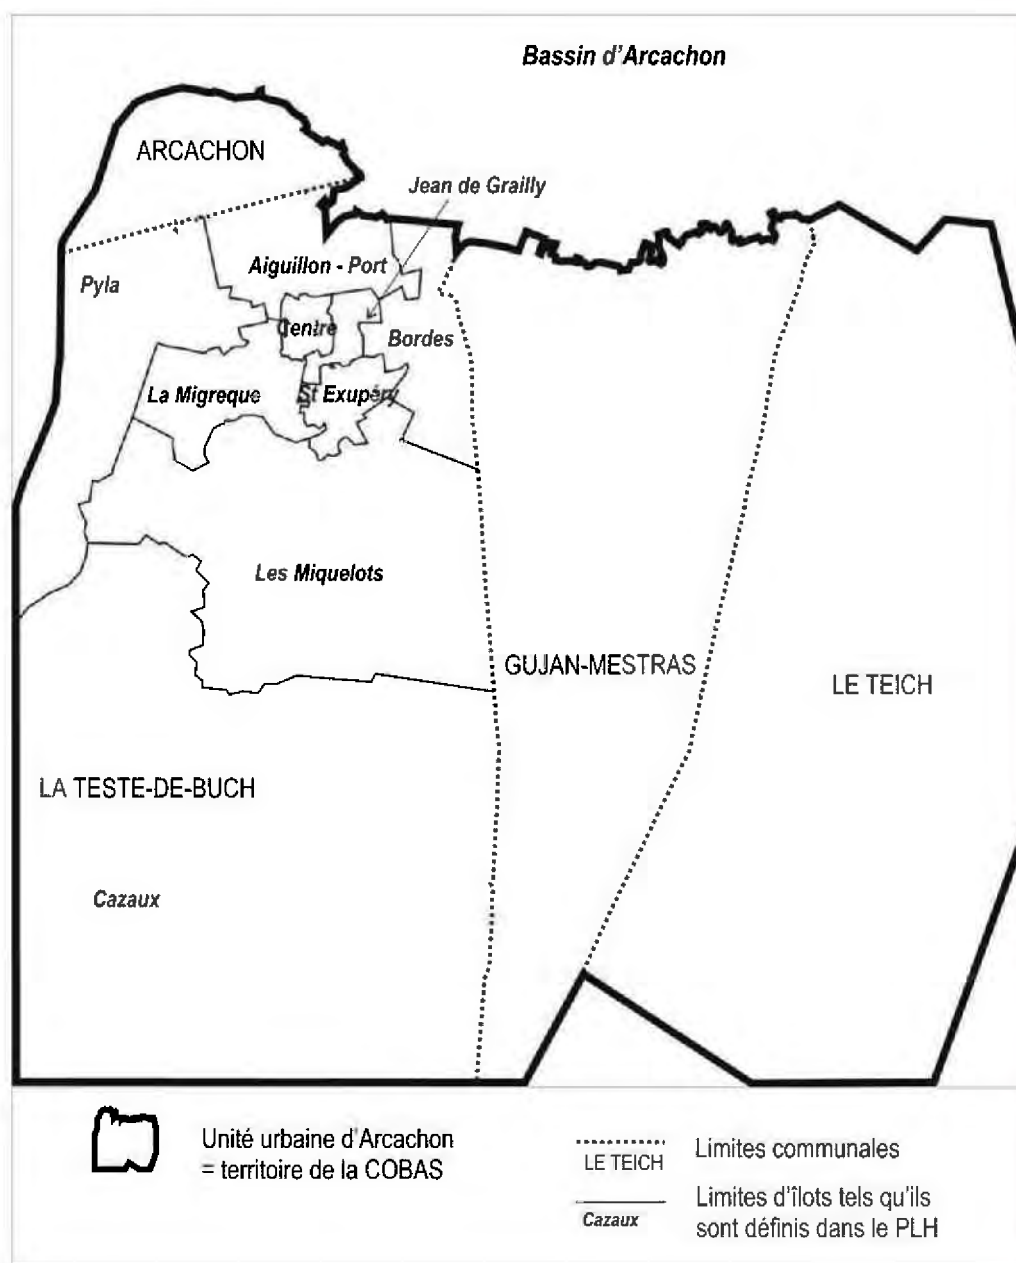 Bassin d'Arcachon
ARCACHON
Jean de Grailly
Aiguillon - Port
Pyla
Centre
Bordes
La Migreque
St Exupéry
Les Miquelots
GUJAN-MESTRAS
LE TEICH
LA TESTE-DE-BUCH
Cazaux
Unité urbaine d'Arcachon
= territoire de la COBAS
LE TEICH
Limites communales
Cazaux
Limites d'îlots tels qu'ils
sont définis dans le PLH